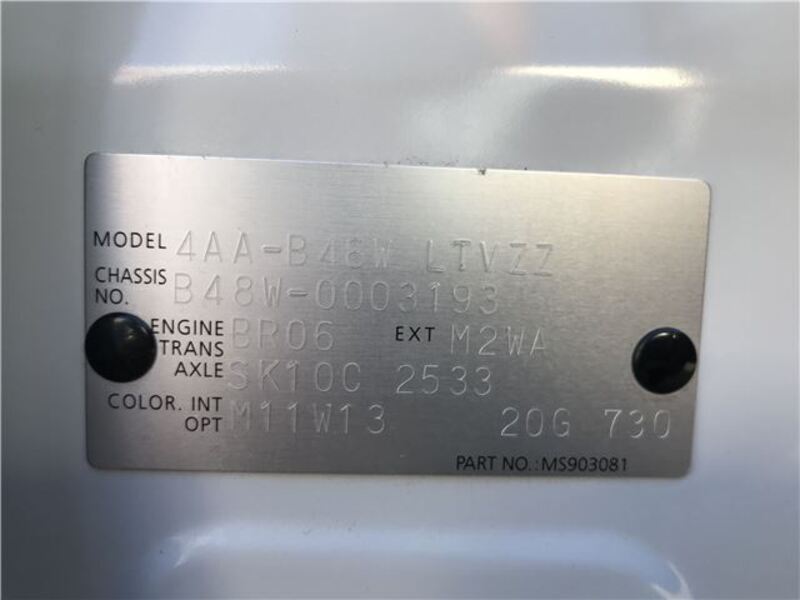 MODEL 4AA-B48W LTVZZ
CHASSIS NO. B48W-0003193
ENGINE BR06 EXT M2WA
TRANS
AXLE SK10C 2533
COLOR. INT
OPT M11W13 20G 730
PART NO.: MS903081